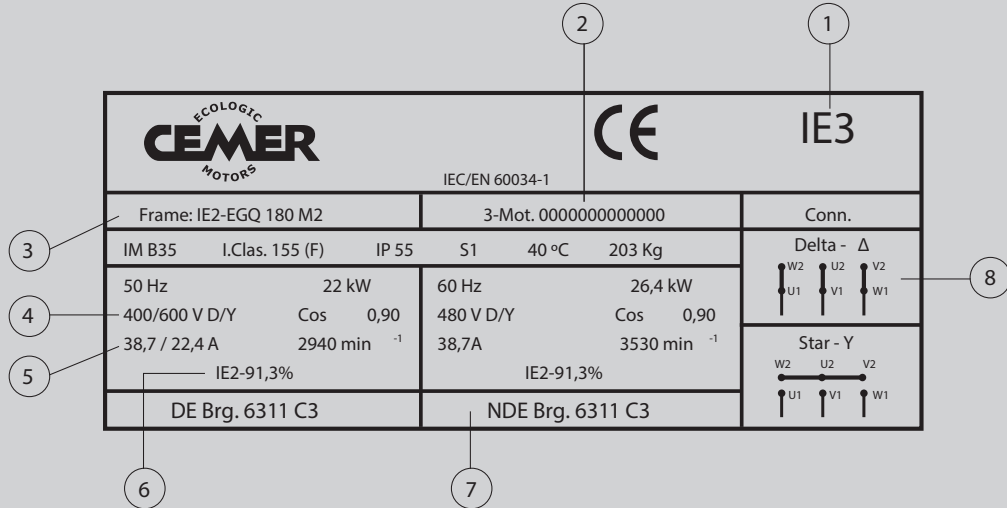 2
1
ECOLOGIC
CEMER
MOTORS
CE
IE3
IEC/EN 60034-1
Frame: IE2-EGQ 180 M2
3-Mot. 0000000000000
Conn.
3
IM B35 I.Clas. 155 (F) IP 55 S1 40 ºC 203 Kg
Delta - Δ
W2 U2 V2
U1 V1 W1
8
50 Hz 22 kW
60 Hz 26,4 kW
4
400/600 V D/Y Cos 0,90
480 V D/Y Cos 0,90
5
38,7 / 22,4 A 2940 min -1
38,7A 3530 min -1
Star - Y
W2 U2 V2
U1 V1 W1
IE2-91,3%
IE2-91,3%
DE Brg. 6311 C3
NDE Brg. 6311 C3
6
7